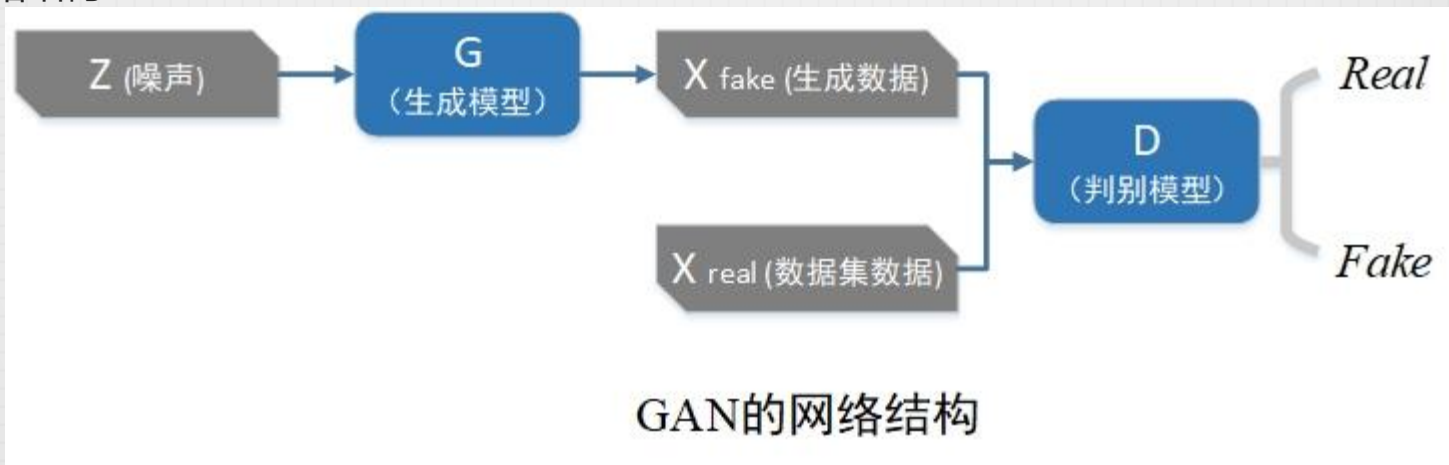 Z (噪声)
G
（生成模型）
X fake (生成数据)
D
（判别模型）
Real
X real (数据集数据)
Fake
GAN的网络结构